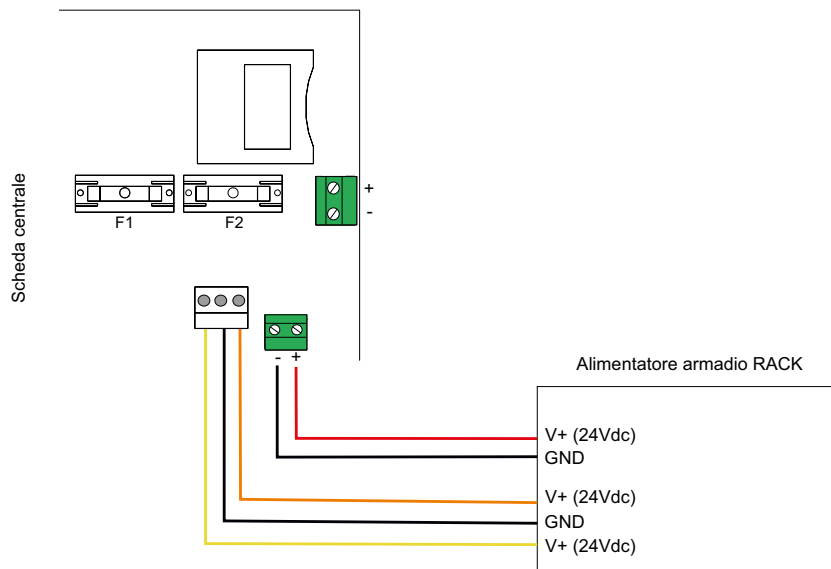 Scheda centrale
F1
F2
+
-
- +
Alimentatore armadio RACK
V+ (24Vdc)
GND
V+ (24Vdc)
GND
V+ (24Vdc)